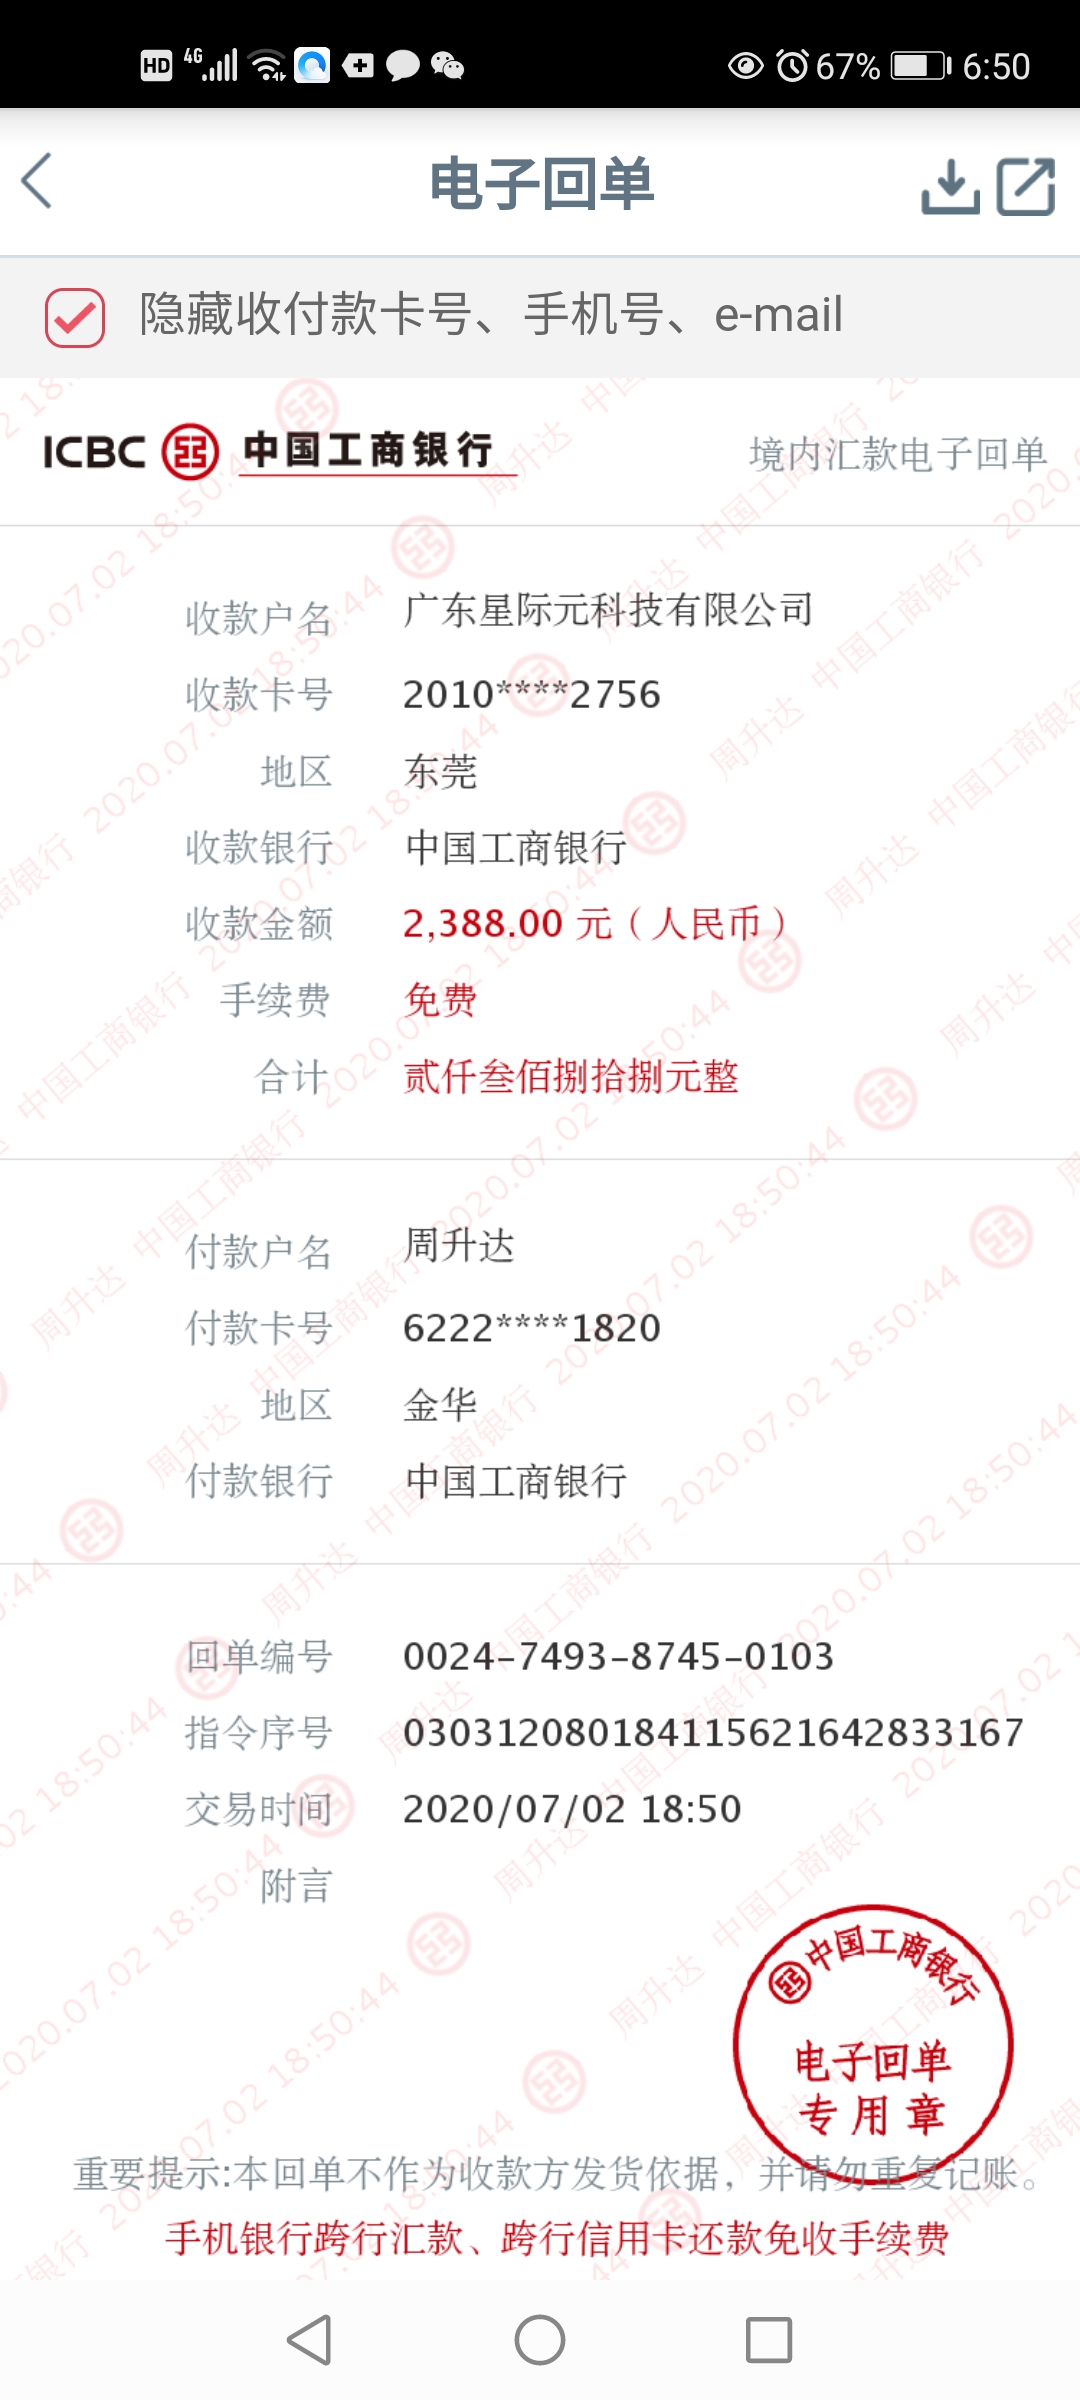 HD 4G 67% 6:50
电子回单
隐藏收付款卡号、手机号、e-mail
ICBC 中国工商银行 境内汇款电子回单
收款户名 广东星际元科技有限公司
收款卡号 2010****2756
地区 东莞
收款银行 中国工商银行
收款金额 2,388.00 元（人民币）
手续费 免费
合计 贰仟叁佰捌拾捌元整
付款户名 周升达
付款卡号 6222****1820
地区 金华
付款银行 中国工商银行
回单编号 0024-7493-8745-0103
指令序号 030312080184115621642833167
交易时间 2020/07/02 18:50
附言
中国工商银行
电子回单
专用章
重要提示:本回单不作为收款方发货依据，并请勿重复记账。
手机银行跨行汇款、跨行信用卡还款免收手续费
周升达 中国工商银行 2020.07.02 18:50:44